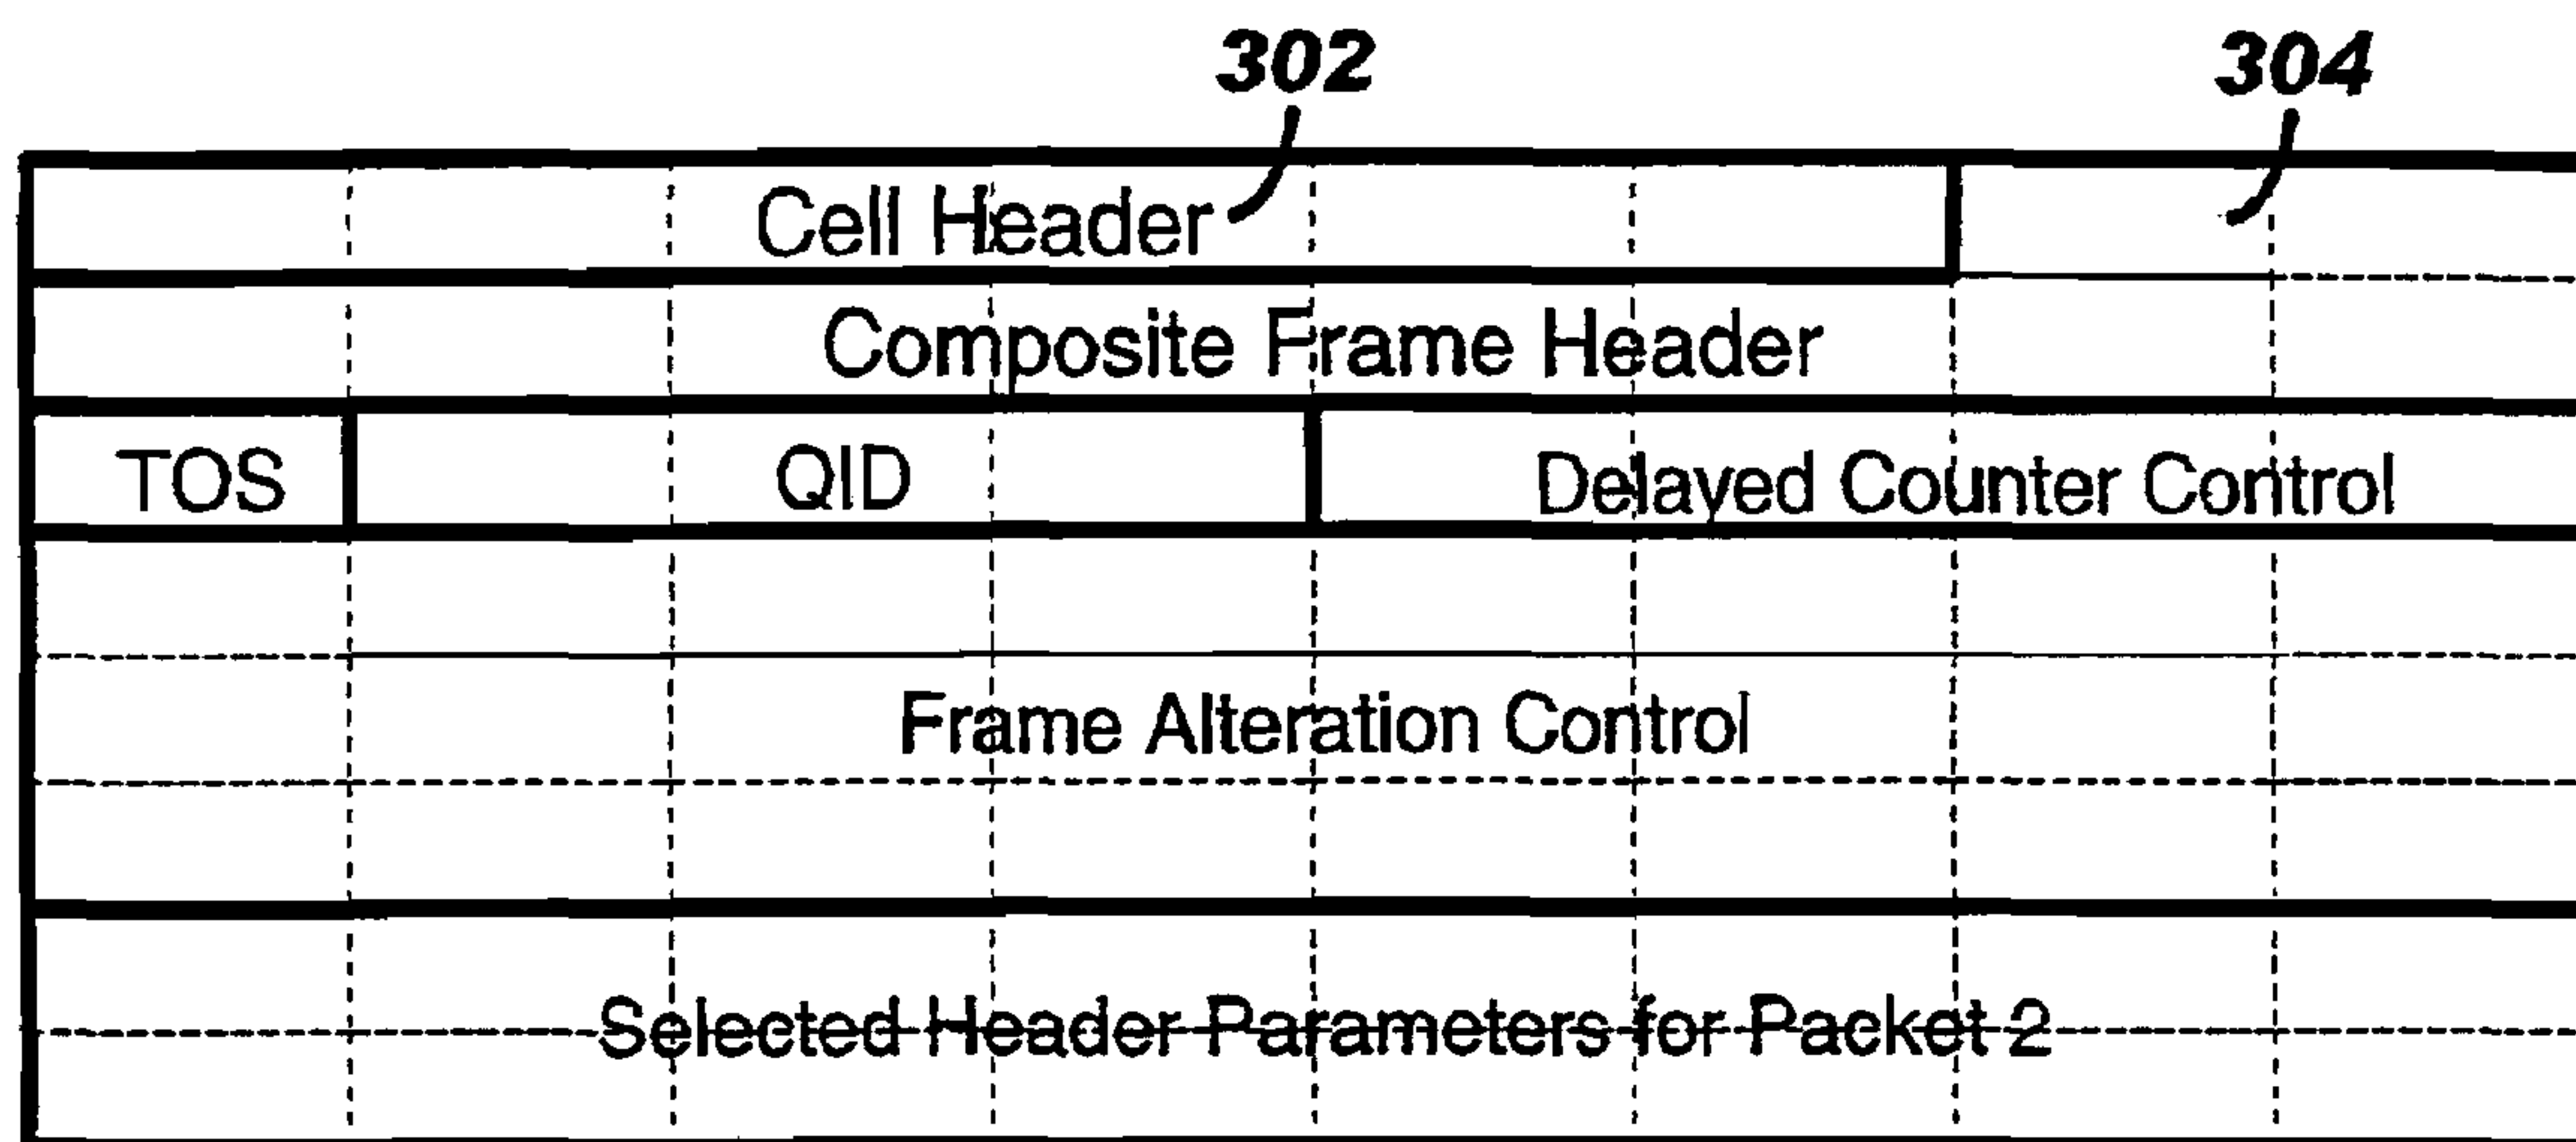 302 304
Cell Header
Composite Frame Header
TOS QID Delayed Counter Control
Frame Alteration Control
Selected Header Parameters for Packet 2